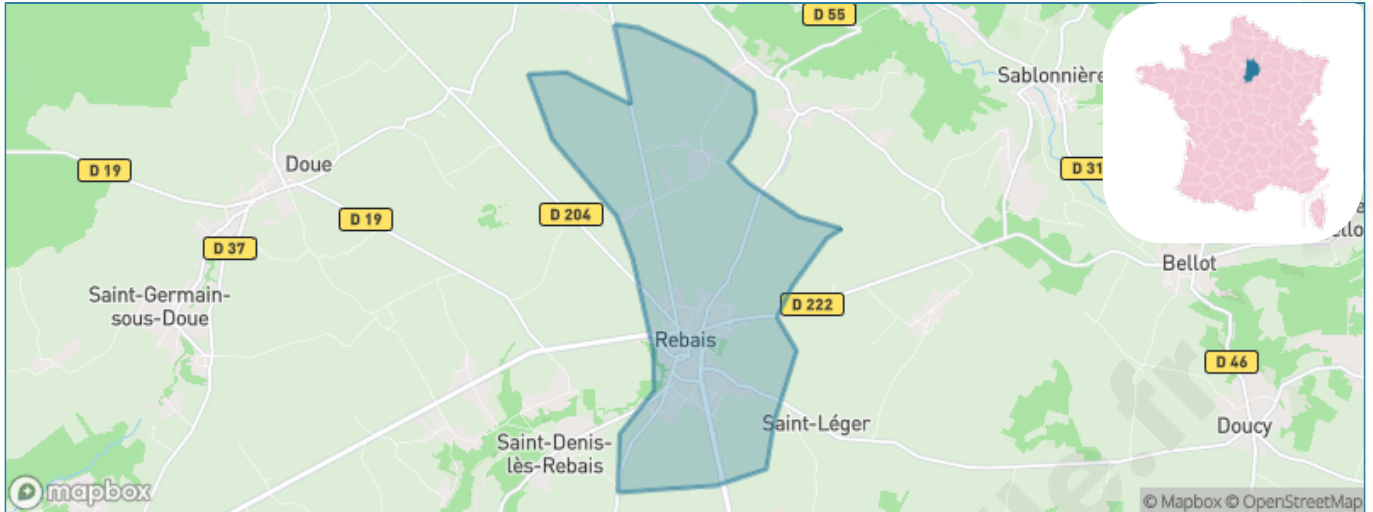 D 55
Sablonnière
Doue
D 19
D 31
D 204
D 19
D 37
Bellot
Saint-Germain-
sous-Doue
D 222
Rebais
D 46
Saint-Léger
Doucy
Saint-Denis-
lès-Rebais
mapbox
© Mapbox © OpenStreetMap